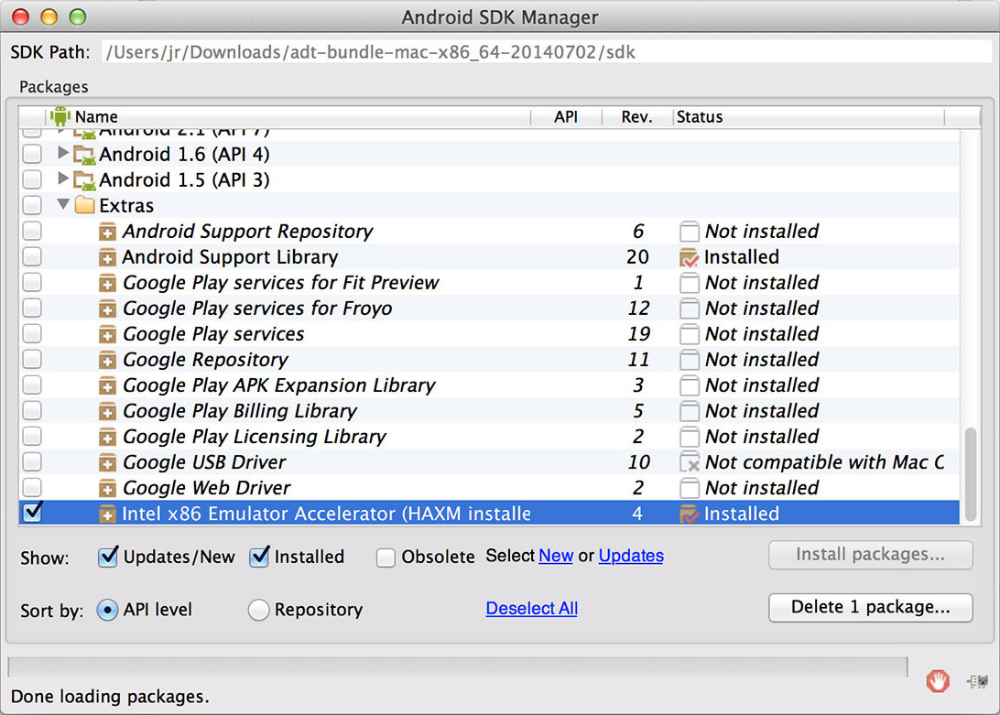 Android SDK Manager
SDK Path: /Users/jr/Downloads/adt-bundle-mac-x86_64-20140702/sdk
Packages
Name API Rev. Status
Android 2.1 (API 7)
Android 1.6 (API 4)
Android 1.5 (API 3)
Extras
Android Support Repository 6 Not installed
Android Support Library 20 Installed
Google Play services for Fit Preview 1 Not installed
Google Play services for Froyo 12 Not installed
Google Play services 19 Not installed
Google Repository 11 Not installed
Google Play APK Expansion Library 3 Not installed
Google Play Billing Library 5 Not installed
Google Play Licensing Library 2 Not installed
Google USB Driver 10 Not compatible with Mac O
Google Web Driver 2 Not installed
Intel x86 Emulator Accelerator (HAXM installe 4 Installed
Show: Updates/New Installed Obsolete Select New or Updates Install packages...
Sort by: API level Repository Deselect All Delete 1 package...
Done loading packages.